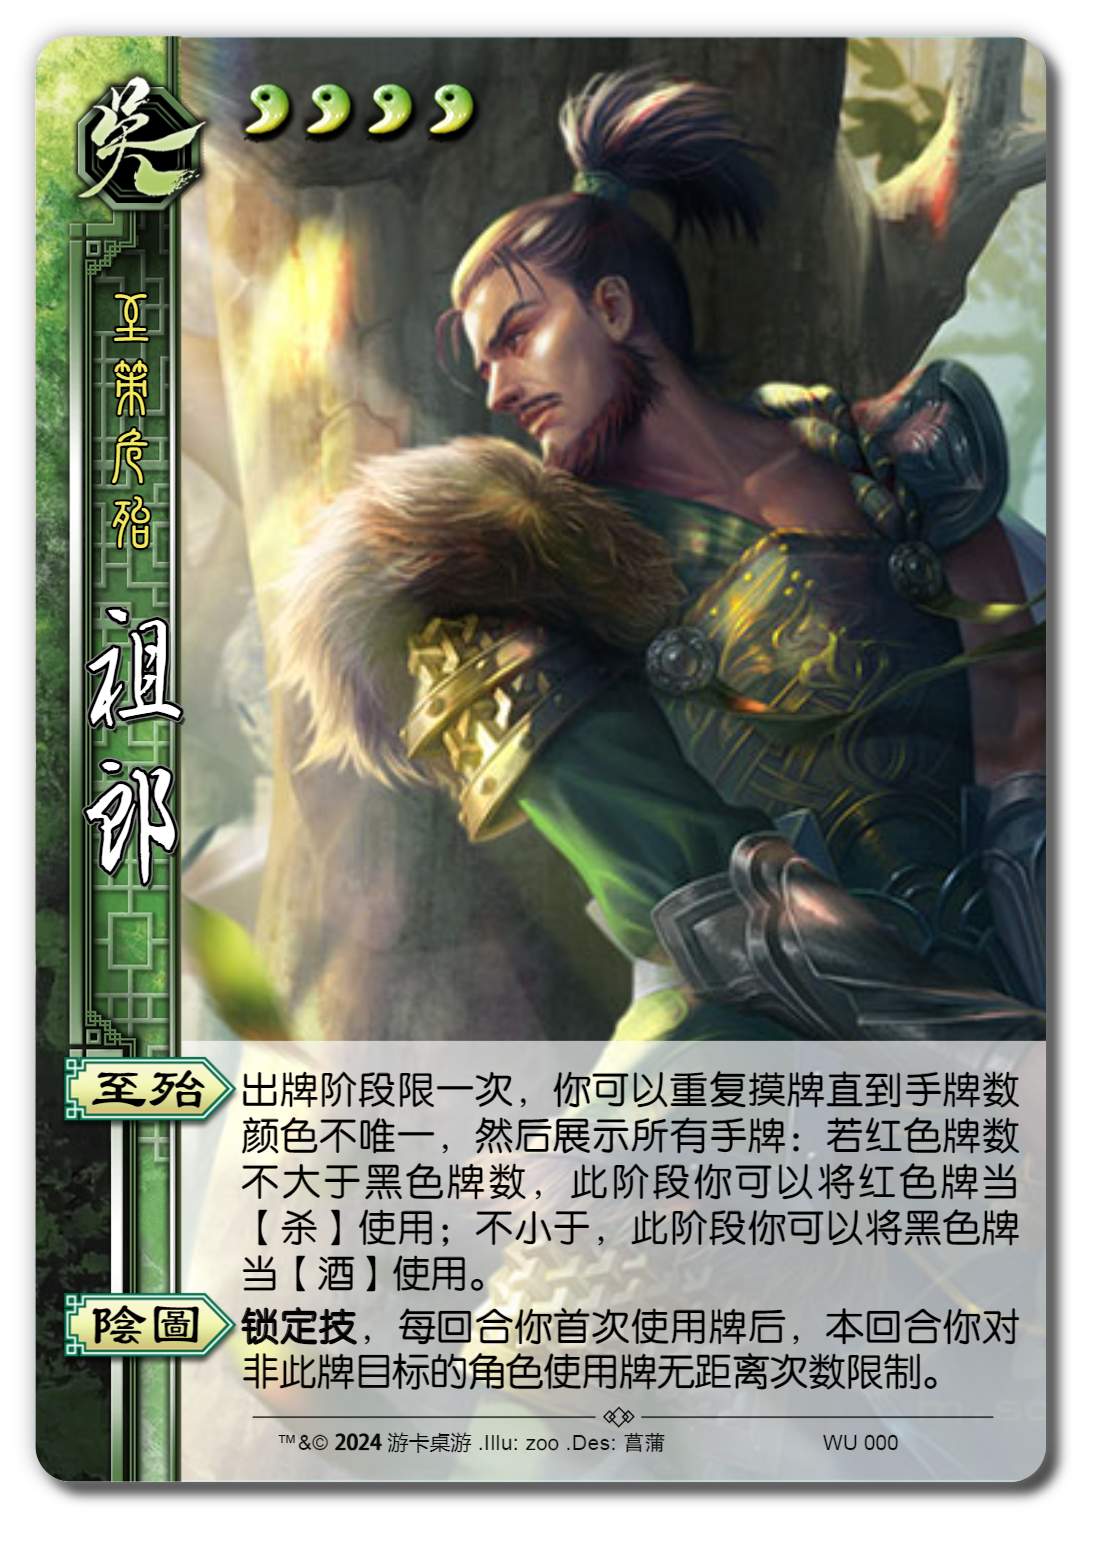 吳
至策危殆
祖郎
至殆
出牌阶段限一次，你可以重复摸牌直到手牌数
颜色不唯一，然后展示所有手牌：若红色牌数
不大于黑色牌数，此阶段你可以将红色牌当
【杀】使用；不小于，此阶段你可以将黑色牌
当【酒】使用。
陰圖
锁定技，每回合你首次使用牌后，本回合你对
非此牌目标的角色使用牌无距离次数限制。
™&© 2024 游卡桌游 .Illu: zoo .Des: 菖蒲
WU 000